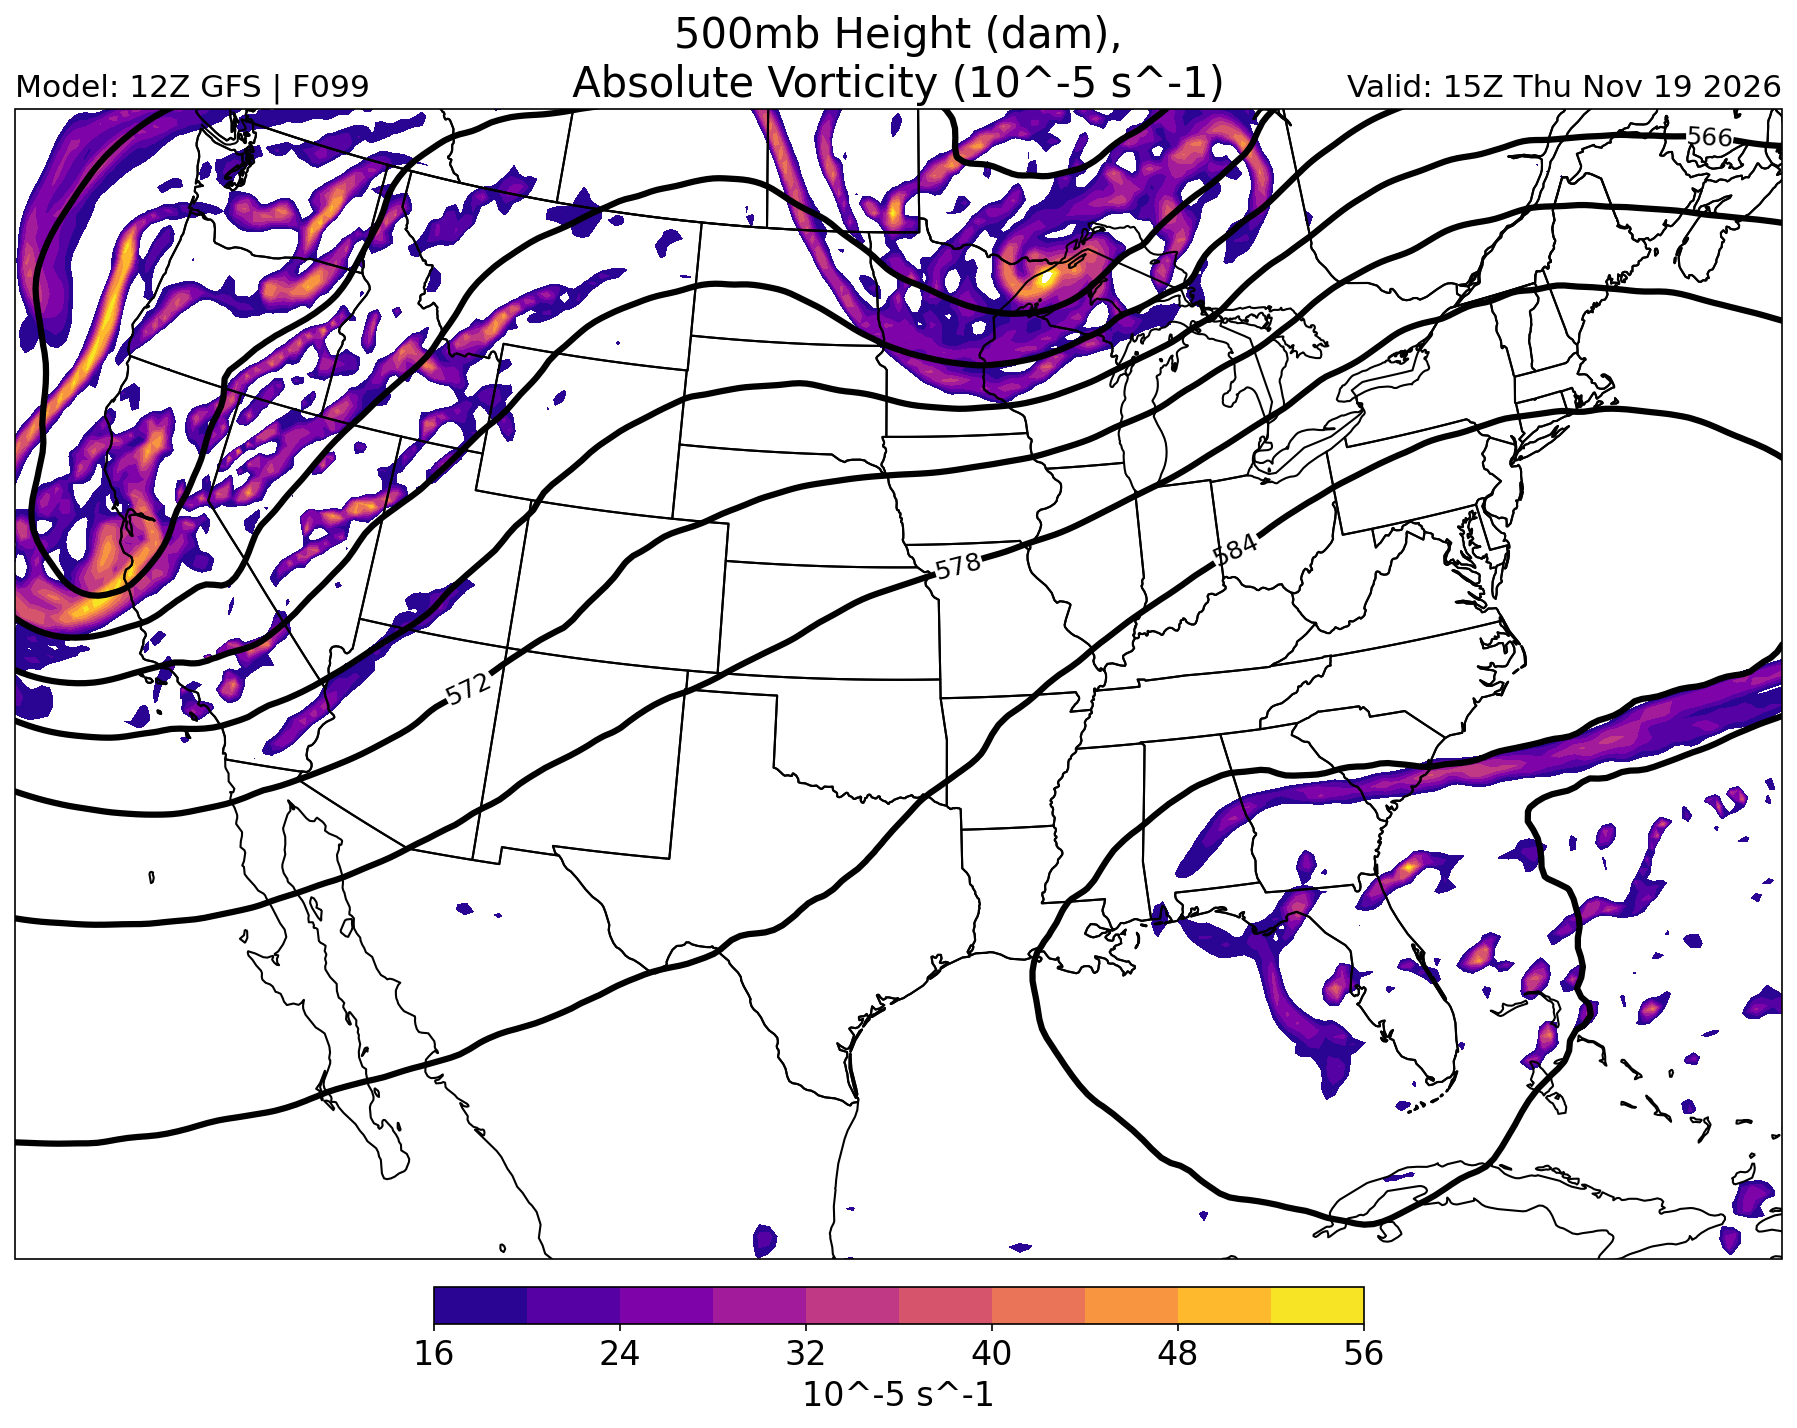 500mb Height (dam),
Model: 12Z GFS | F099
Absolute Vorticity (10^-5 s^-1)
Valid: 15Z Thu Nov 19 2026
566
578
584
572
16 24 32 40 48 56
10^-5 s^-1